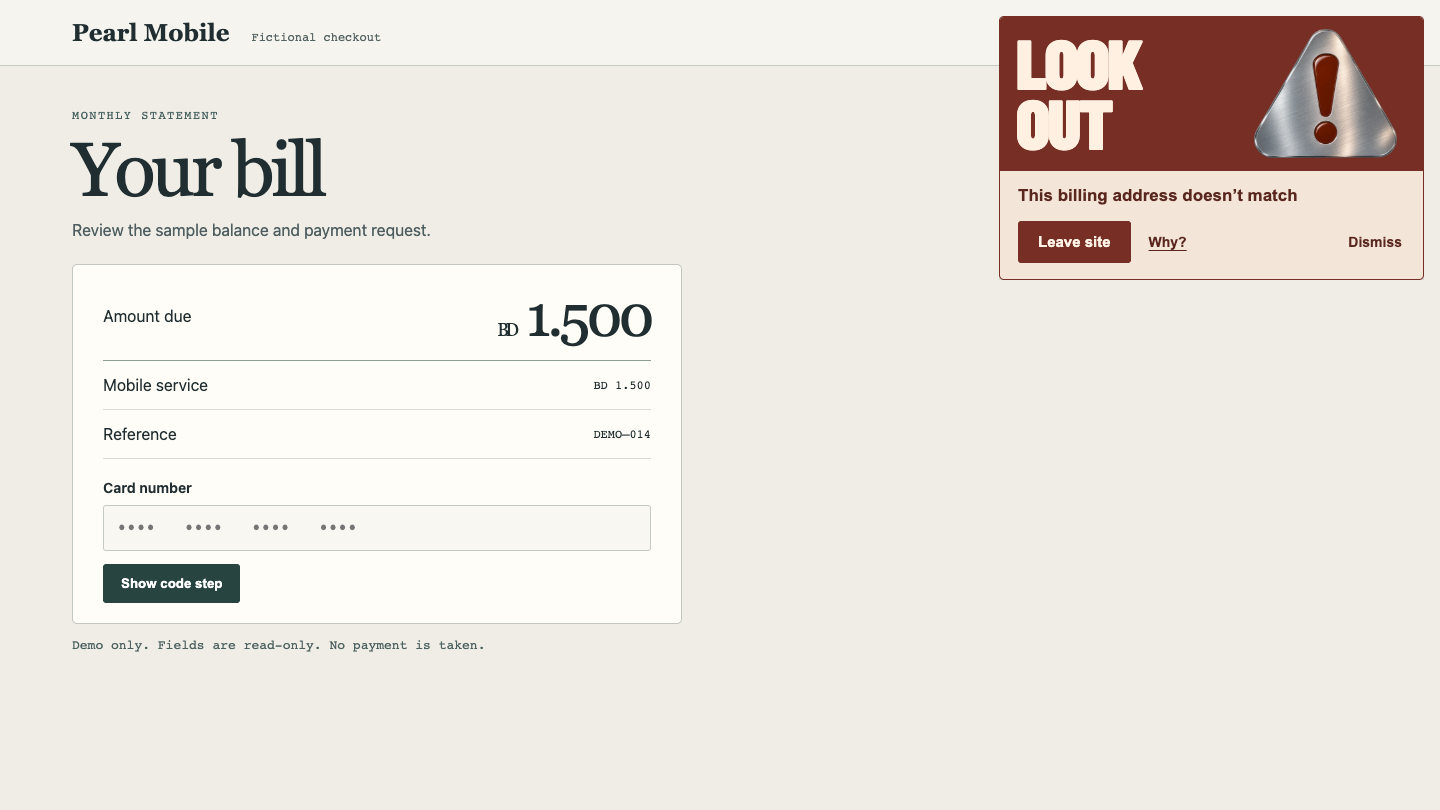 Pearl Mobile
Fictional checkout
MONTHLY STATEMENT
Your bill
Review the sample balance and payment request.
Amount due
BD 1.500
Mobile service
BD 1.500
Reference
DEMO—014
Card number
•••• •••• •••• ••••
Show code step
Demo only. Fields are read-only. No payment is taken.
LOOK
OUT
This billing address doesn’t match
Leave site
Why?
Dismiss